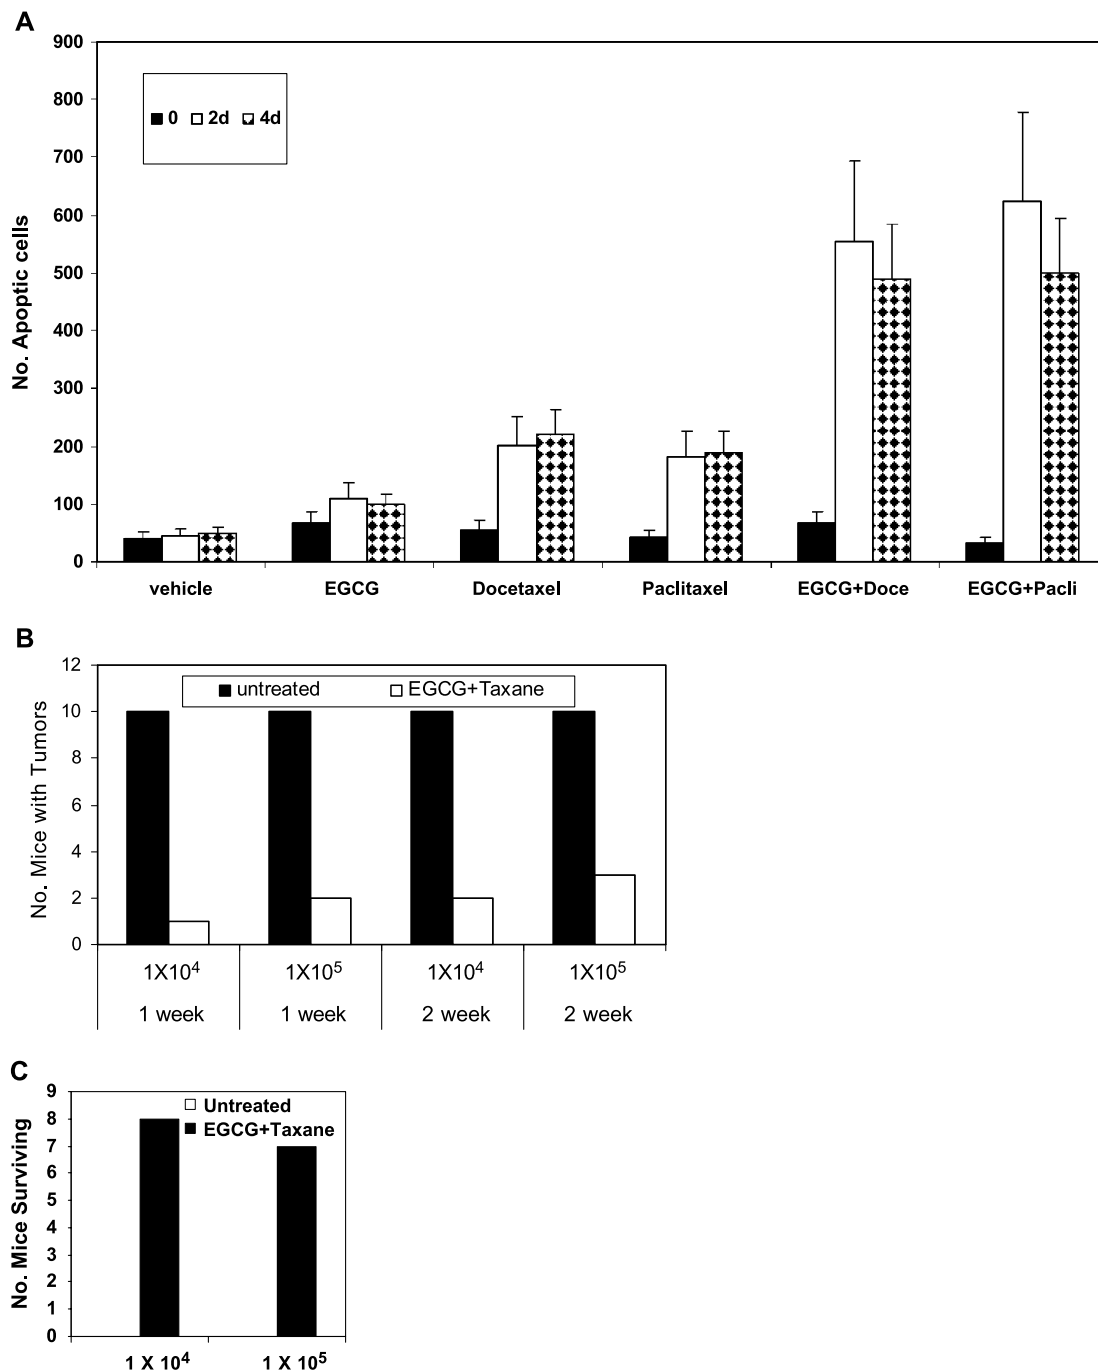 A
900
800
700
600
500
400
300
200
100
0
No. Apoptic cells
0 2d 4d
vehicle EGCG Docetaxel Paclitaxel EGCG+Doce EGCG+Pacli
B
12
10
8
6
4
2
0
No. Mice with Tumors
untreated EGCG+Taxane
1X10⁴ 1X10⁵ 1X10⁴ 1X10⁵
1 week 1 week 2 week 2 week
C
9
8
7
6
5
4
3
2
1
0
No. Mice Surviving
Untreated
EGCG+Taxane
1 X 10⁴ 1 X 10⁵